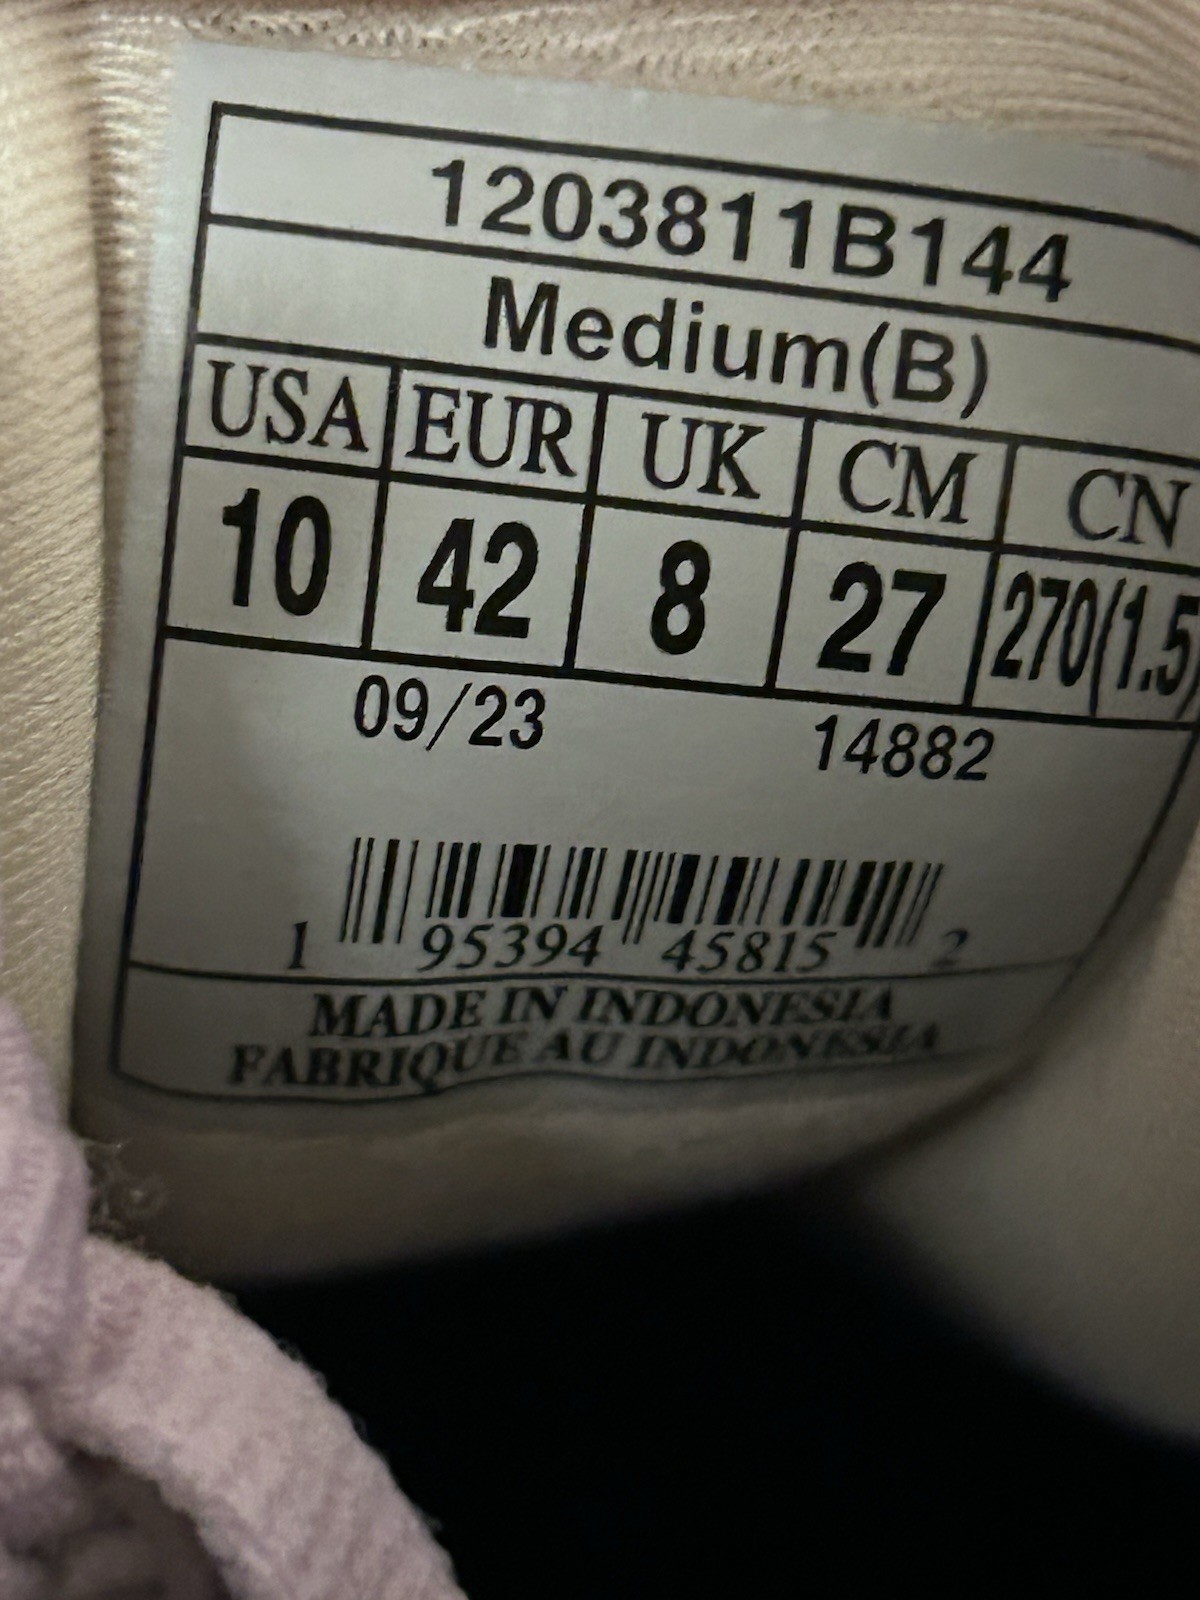 1203811B144
Medium(B)
USA EUR UK CM CN
10 42 8 27 270(1.5)
09/23 14882
1 95394 45815 2
MADE IN INDONESIA
FABRIQUE AU INDONESIA